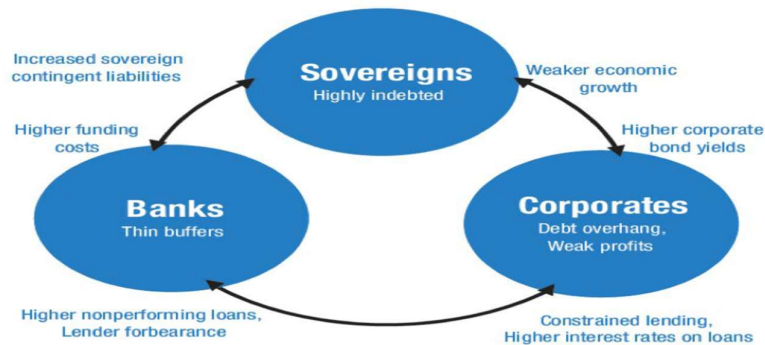 Increased sovereign
contingent liabilities
Sovereigns
Highly indebted
Weaker economic
growth
Higher funding
costs
Higher corporate
bond yields
Banks
Thin buffers
Corporates
Debt overhang,
Weak profits
Higher nonperforming loans,
Lender forbearance
Constrained lending,
Higher interest rates on loans